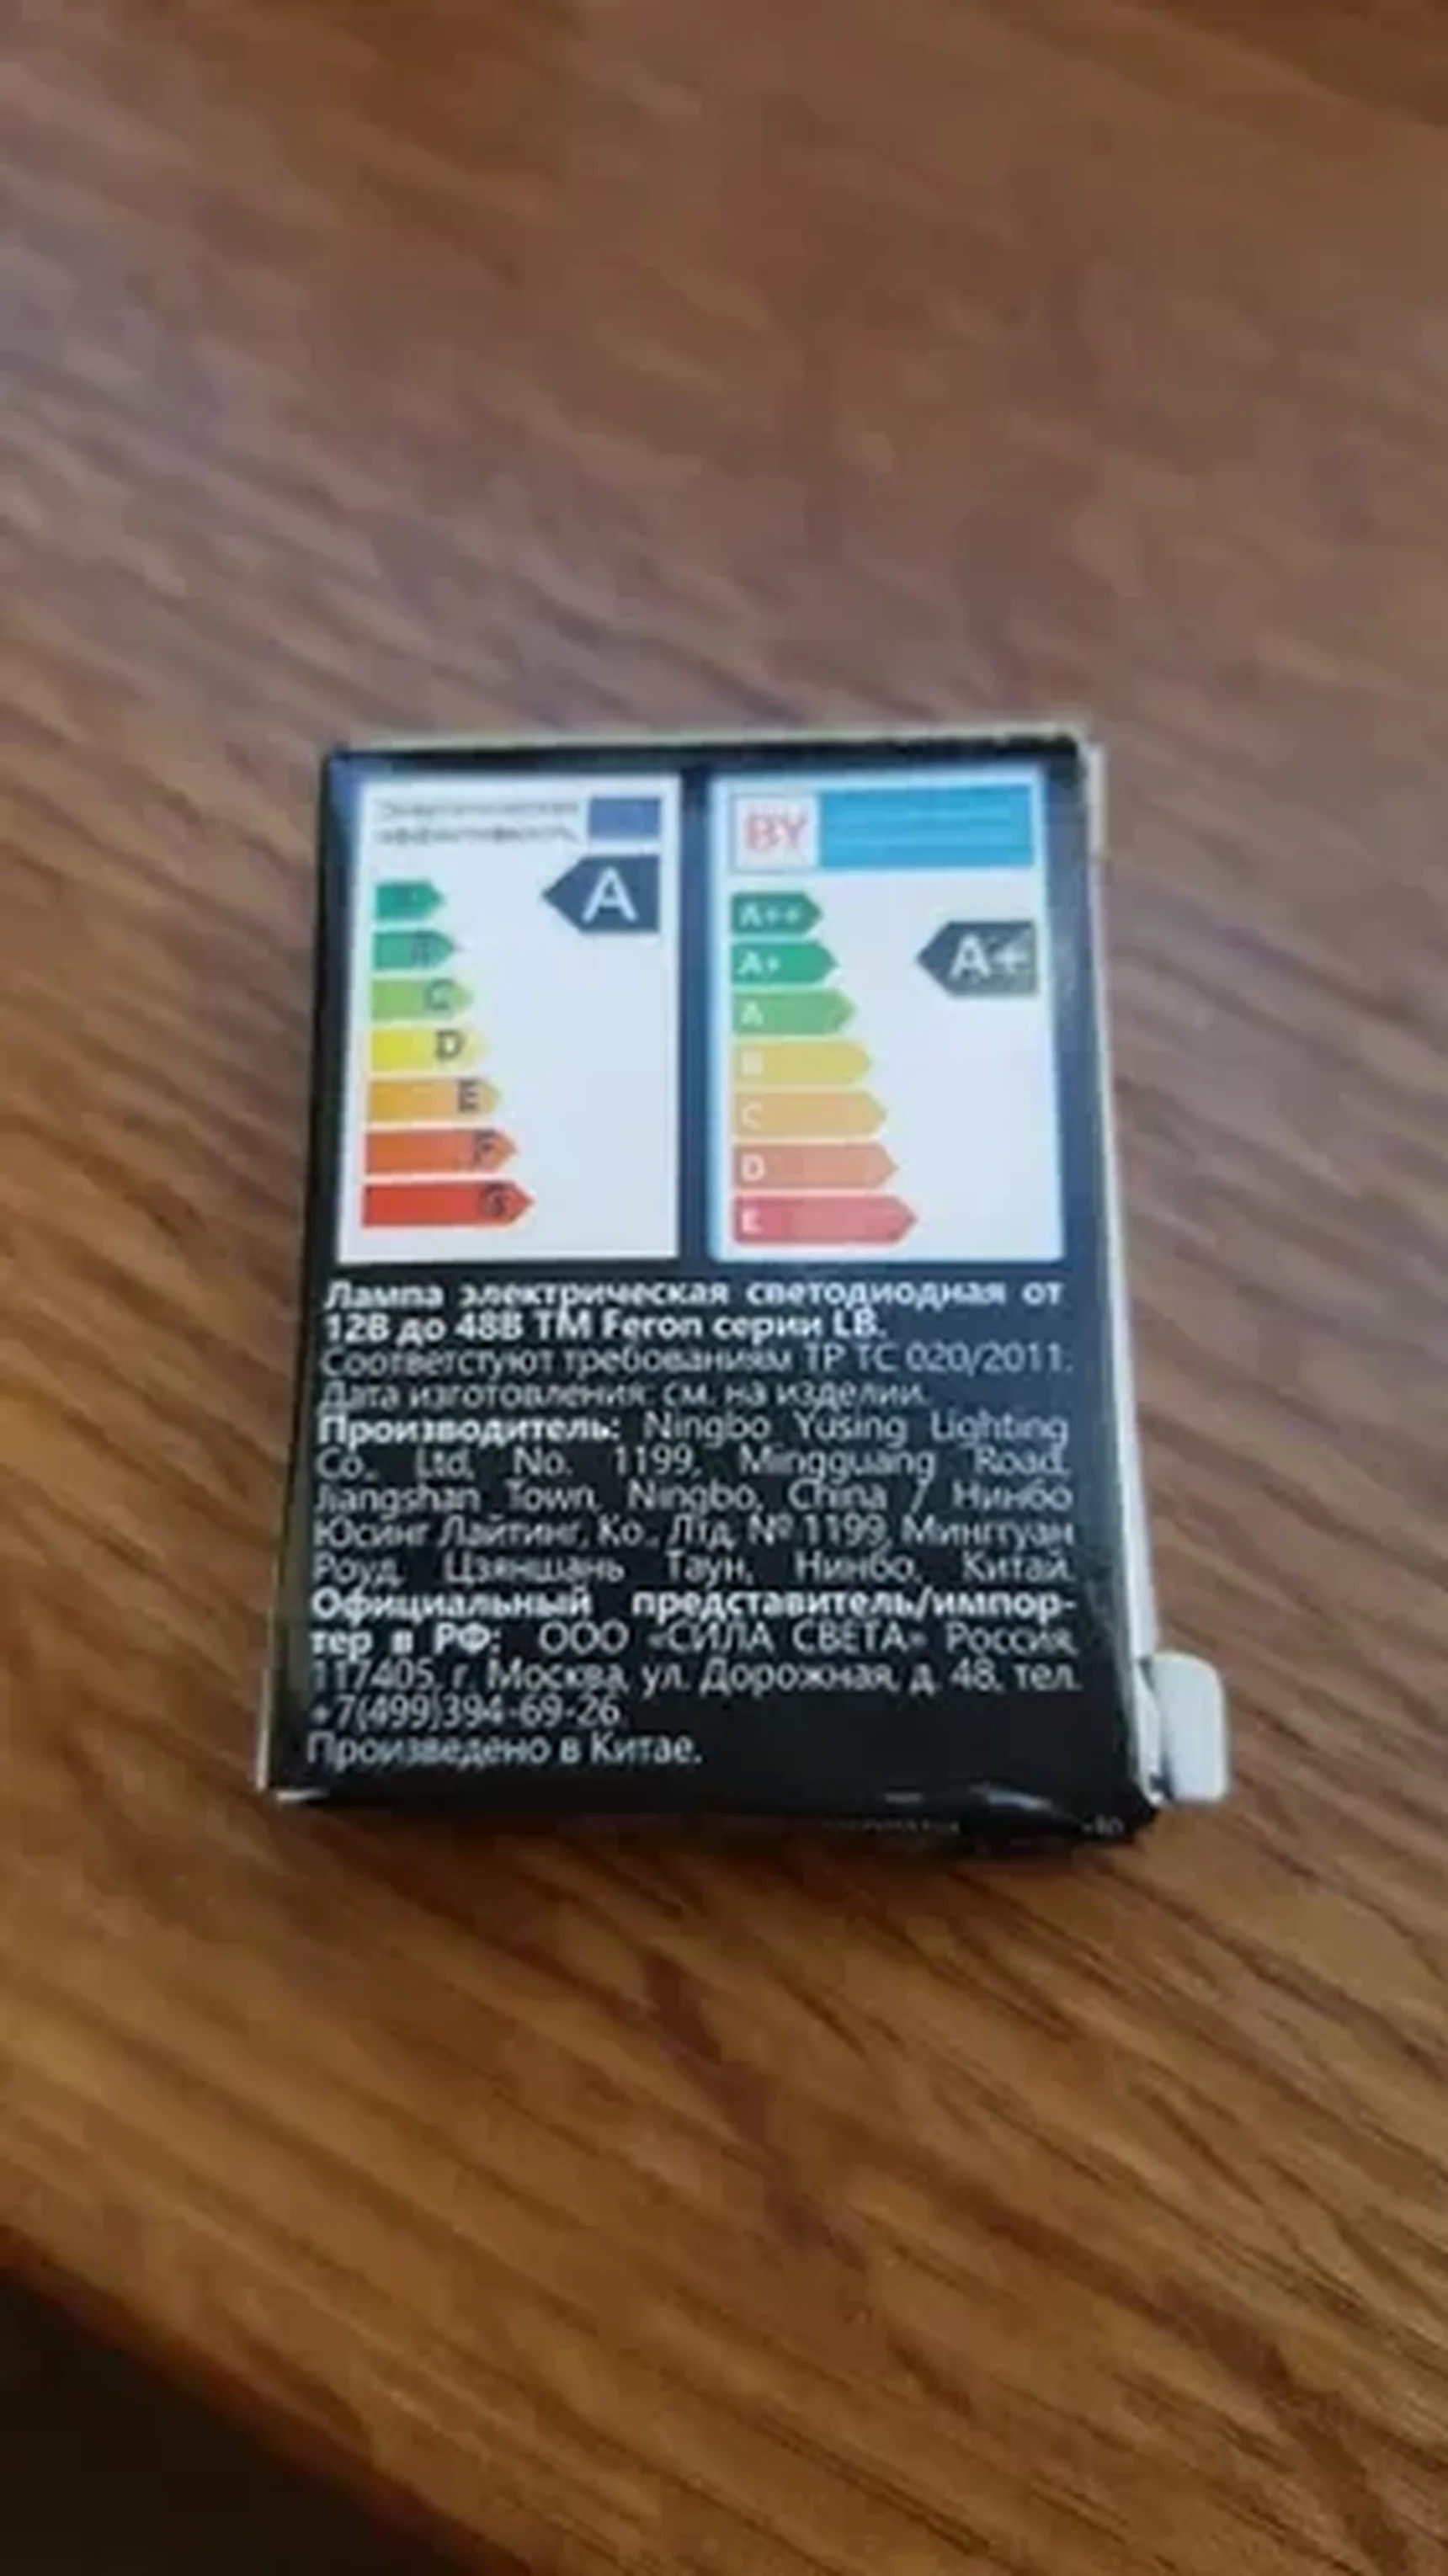 Энергетическая
эффективность
A
C
D
E
F
G
BY
A++
A+
A
B
C
D
E
A+
Лампа электрическая светодиодная от
12В до 48В ТМ Feron серии LB.
Соответстуют требованиям ТР ТС 020/2011.
Дата изготовления: см. на изделии.
Производитель: Ningbo Yusing Lighting
Co., Ltd, No. 1199, Mingguang Road,
Jiangshan Town, Ningbo, China / Нинбо
Юсинг Лайтинг, Ко., Лтд, № 1199, Мингуан
Роуд, Цзяншань Таун, Нинбо, Китай.
Официальный представитель/импор-
тер в РФ: ООО «СИЛА СВЕТА» Россия,
117405, г. Москва, ул. Дорожная, д. 48, тел.
+7(499)394-69-26
Произведено в Китае.